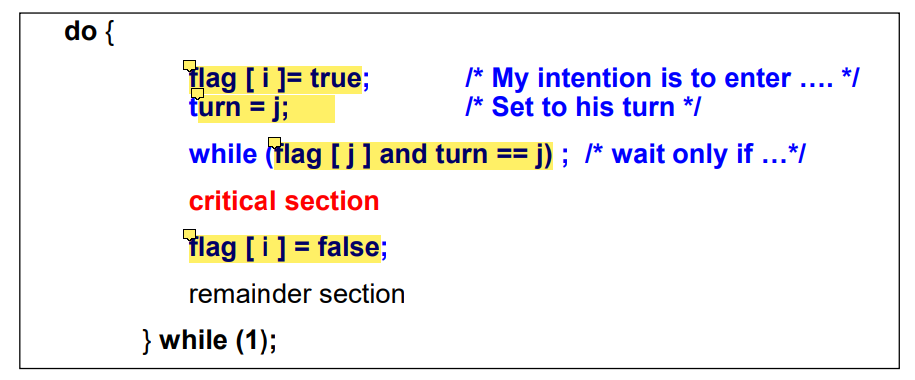 do {
flag [ i ]= true; /* My intention is to enter .... */
turn = j; /* Set to his turn */
while (flag [ j ] and turn == j) ; /* wait only if …*/
critical section
flag [ i ] = false;
remainder section
} while (1);